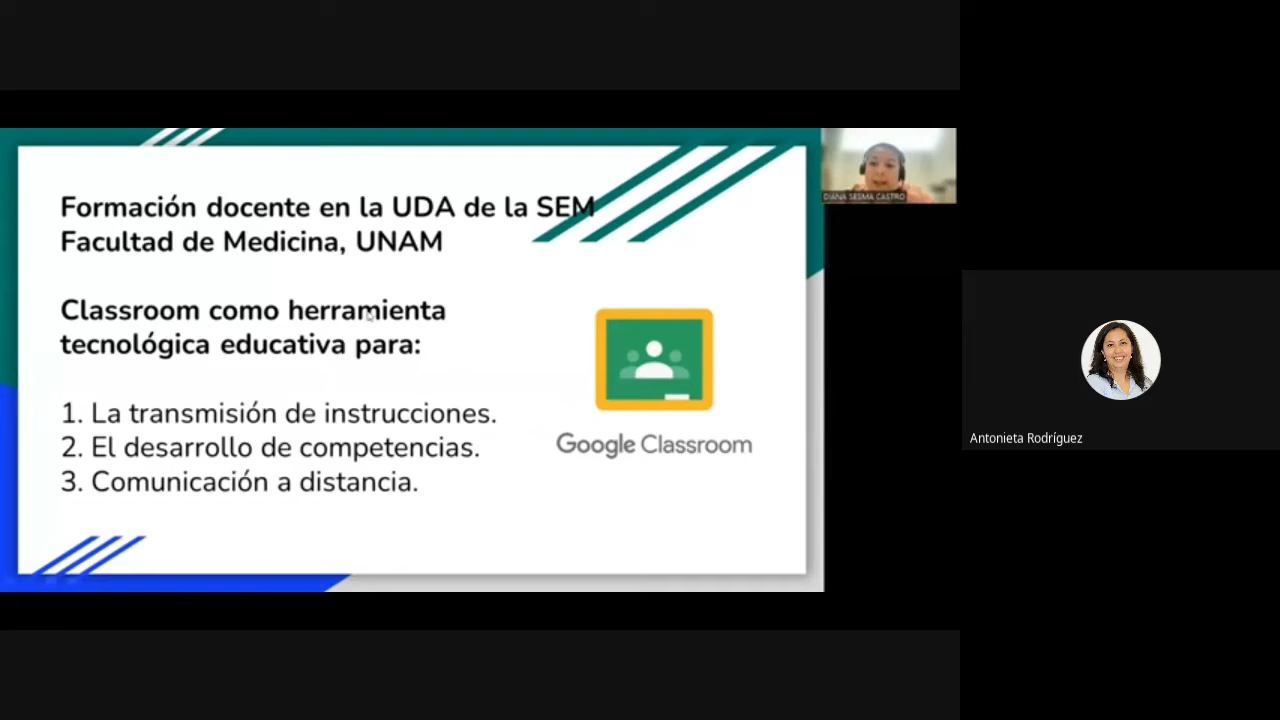 Formación docente en la UDA de la SEM
Facultad de Medicina, UNAM
Classroom como herramienta
tecnológica educativa para:
1. La transmisión de instrucciones.
2. El desarrollo de competencias.
3. Comunicación a distancia.
Google Classroom
DIANA SESMA CASTRO
Antonieta Rodríguez